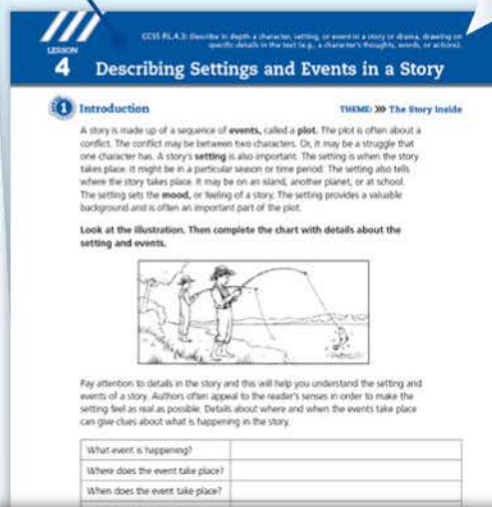 CCSS RL.4.3: Describe in depth a character, setting, or event in a story or drama, drawing on
specific details in the text (e.g., a character's thoughts, words, or actions).
LESSON
4 Describing Settings and Events in a Story
1 Introduction
THEME: The Story Inside
A story is made up of a sequence of events, called a plot. The plot is often about a
conflict. The conflict may be between two characters. Or, it may be a struggle that
one character has. A story's setting is also important. The setting is when the story
takes place. It might be in a particular season or time period. The setting also tells
where the story takes place. It may be on an island, another planet, or at school.
The setting sets the mood, or feeling of a story. The setting provides a valuable
background and is often an important part of the plot.
Look at the illustration. Then complete the chart with details about the
setting and events.
Pay attention to details in the story and this will help you understand the setting and
events of a story. Authors often appeal to the reader's senses in order to make the
setting feel as real as possible. Details about where and when the events take place
can give clues about what is happening in the story.
What event is happening?
Where does the event take place?
When does the event take place?